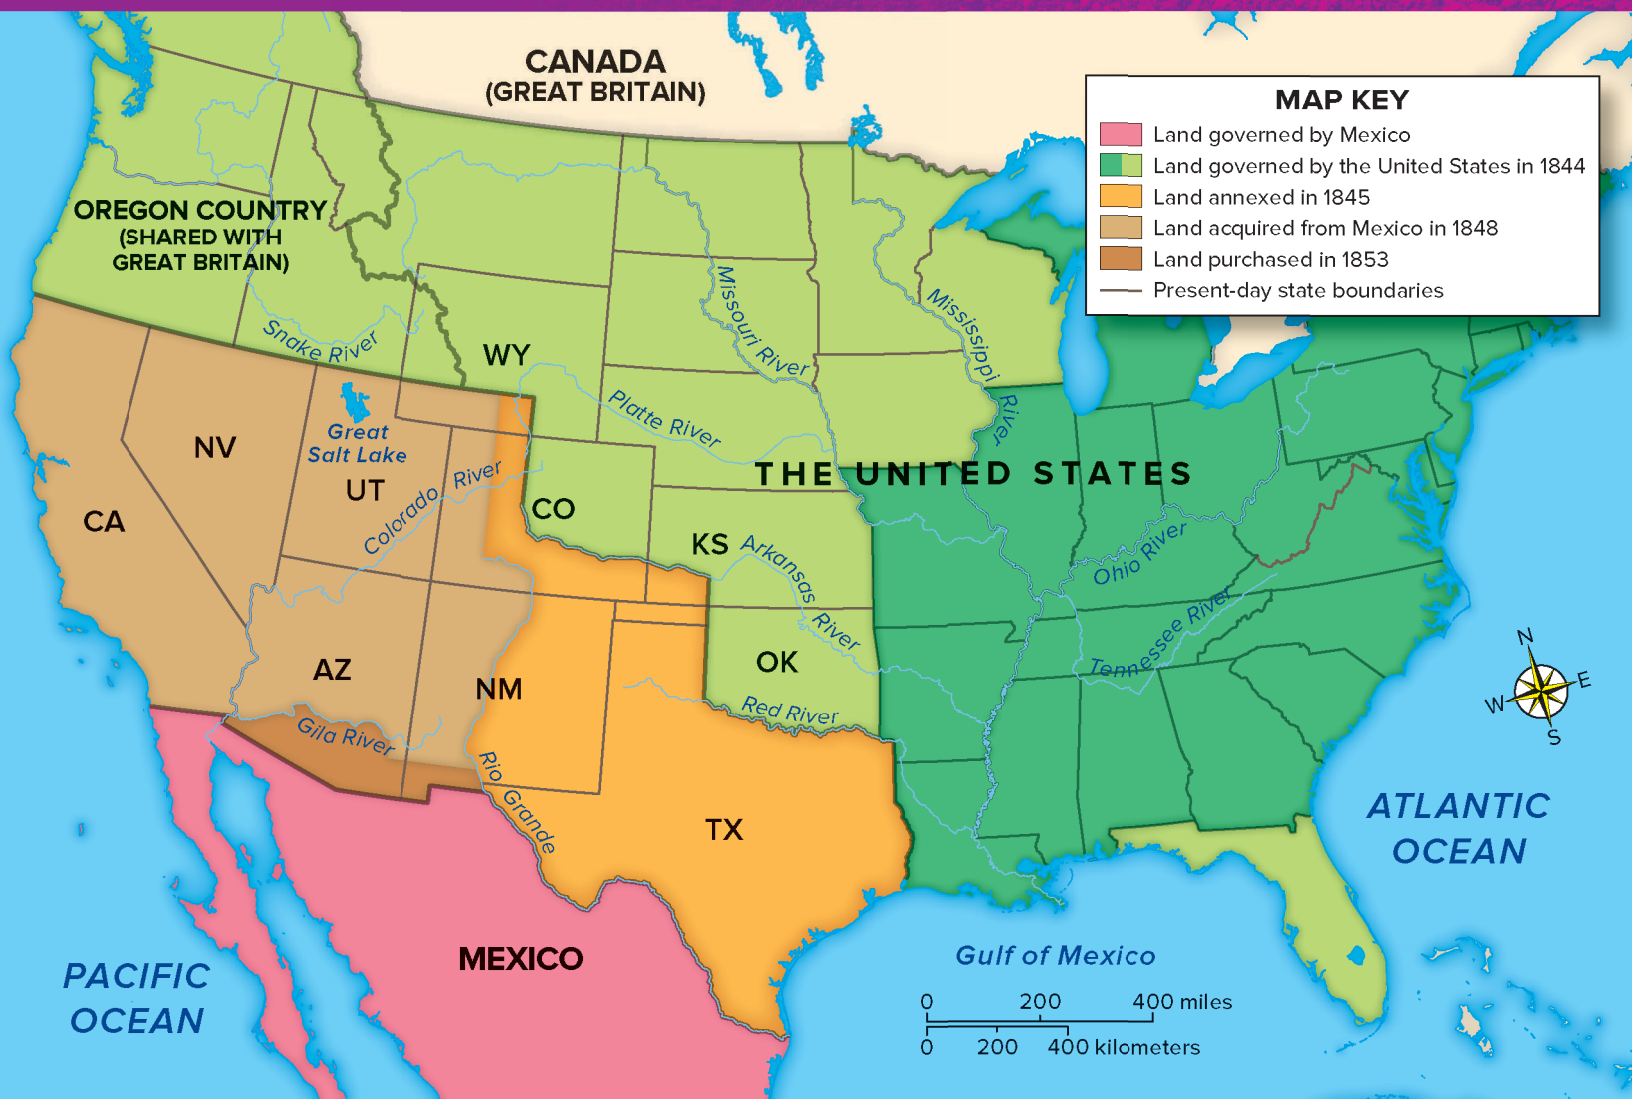 CANADA
(GREAT BRITAIN)
MAP KEY
Land governed by Mexico
Land governed by the United States in 1844
Land annexed in 1845
Land acquired from Mexico in 1848
Land purchased in 1853
Present-day state boundaries
OREGON COUNTRY
(SHARED WITH
GREAT BRITAIN)
Snake River
WY
Missouri River
Mississippi
River
Platte River
Great
Salt Lake
NV
UT
CA
Colorado River
CO
THE UNITED STATES
KS
Arkansas
River
Ohio River
Tennessee River
AZ
NM
OK
Red River
Gila River
Rio
Grande
TX
N
E
W
S
ATLANTIC
OCEAN
MEXICO
Gulf of Mexico
PACIFIC
OCEAN
0 200 400 miles
0 200 400 kilometers